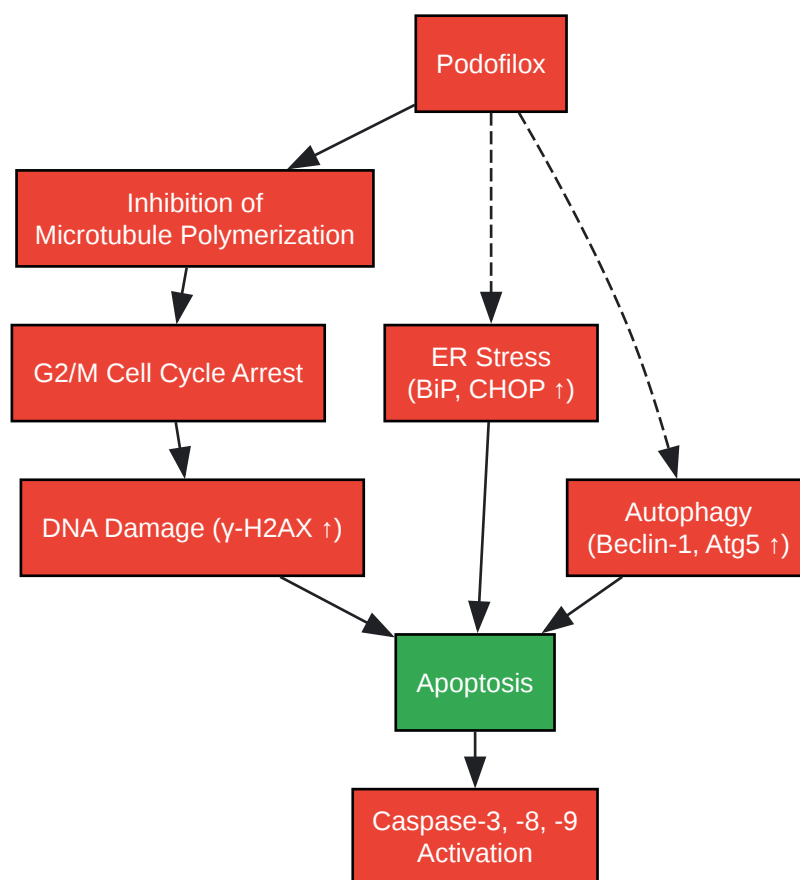 Podofilox
Inhibition of
Microtubule Polymerization
G2/M Cell Cycle Arrest
ER Stress
(BiP, CHOP ↑)
DNA Damage (γ-H2AX ↑)
Autophagy
(Beclin-1, Atg5 ↑)
Apoptosis
Caspase-3, -8, -9
Activation